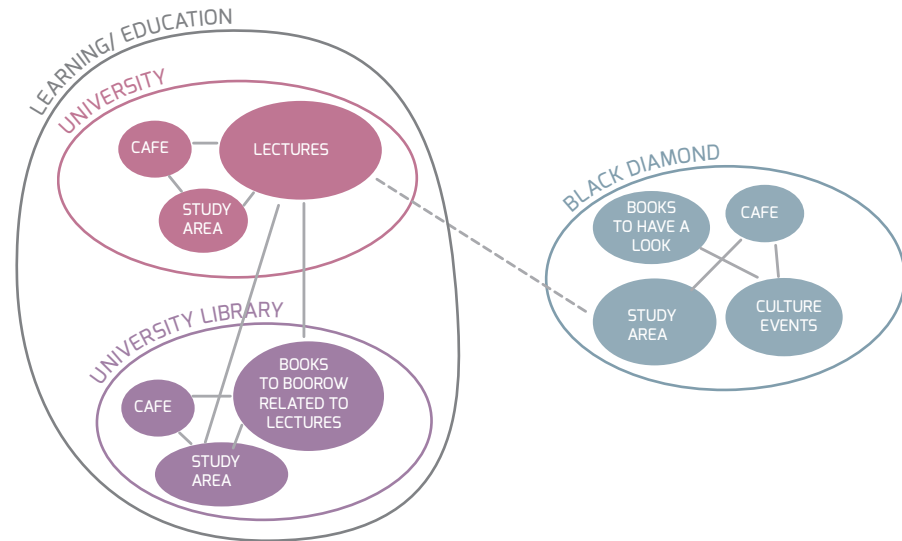 LEARNING/ EDUCATION
UNIVERSITY
CAFE
LECTURES
STUDY
AREA
UNIVERSITY LIBRARY
BOOKS
TO BOOROW
RELATED TO
LECTURES
CAFE
STUDY
AREA
BLACK DIAMOND
BOOKS
TO HAVE A
LOOK
CAFE
STUDY
AREA
CULTURE
EVENTS